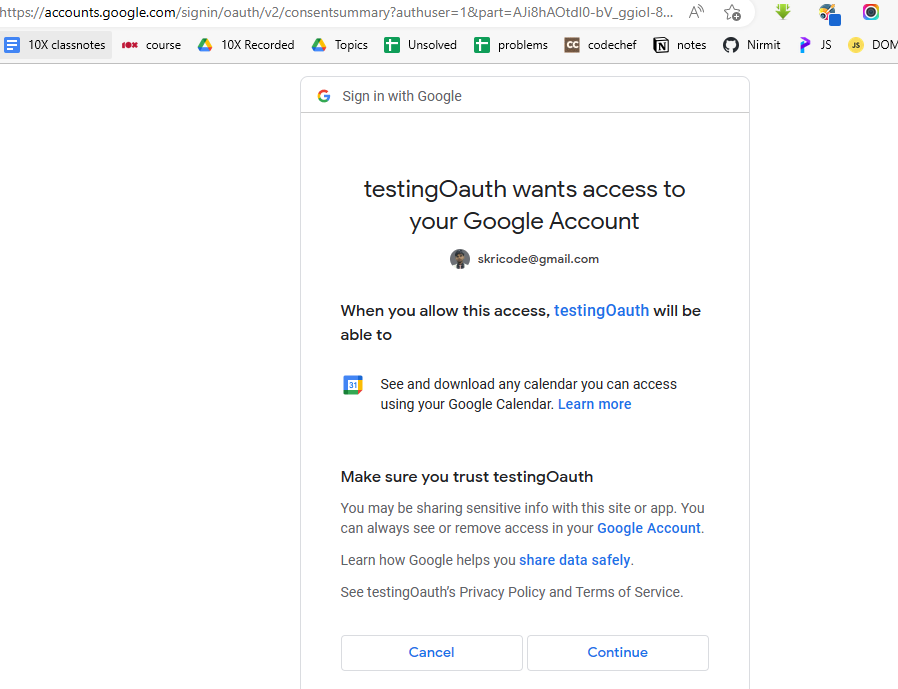 https://accounts.google.com/signin/oauth/v2/consentsummary?authuser=1&part=AJi8hAOtdI0-bV_ggioI-8...
10X classnotes course 10X Recorded Topics Unsolved problems codechef notes Nirmit JS DOM
Sign in with Google
testingOauth wants access to
your Google Account
skricode@gmail.com
When you allow this access, testingOauth will be
able to
31 See and download any calendar you can access
using your Google Calendar. Learn more
Make sure you trust testingOauth
You may be sharing sensitive info with this site or app. You
can always see or remove access in your Google Account.
Learn how Google helps you share data safely.
See testingOauth's Privacy Policy and Terms of Service.
Cancel Continue